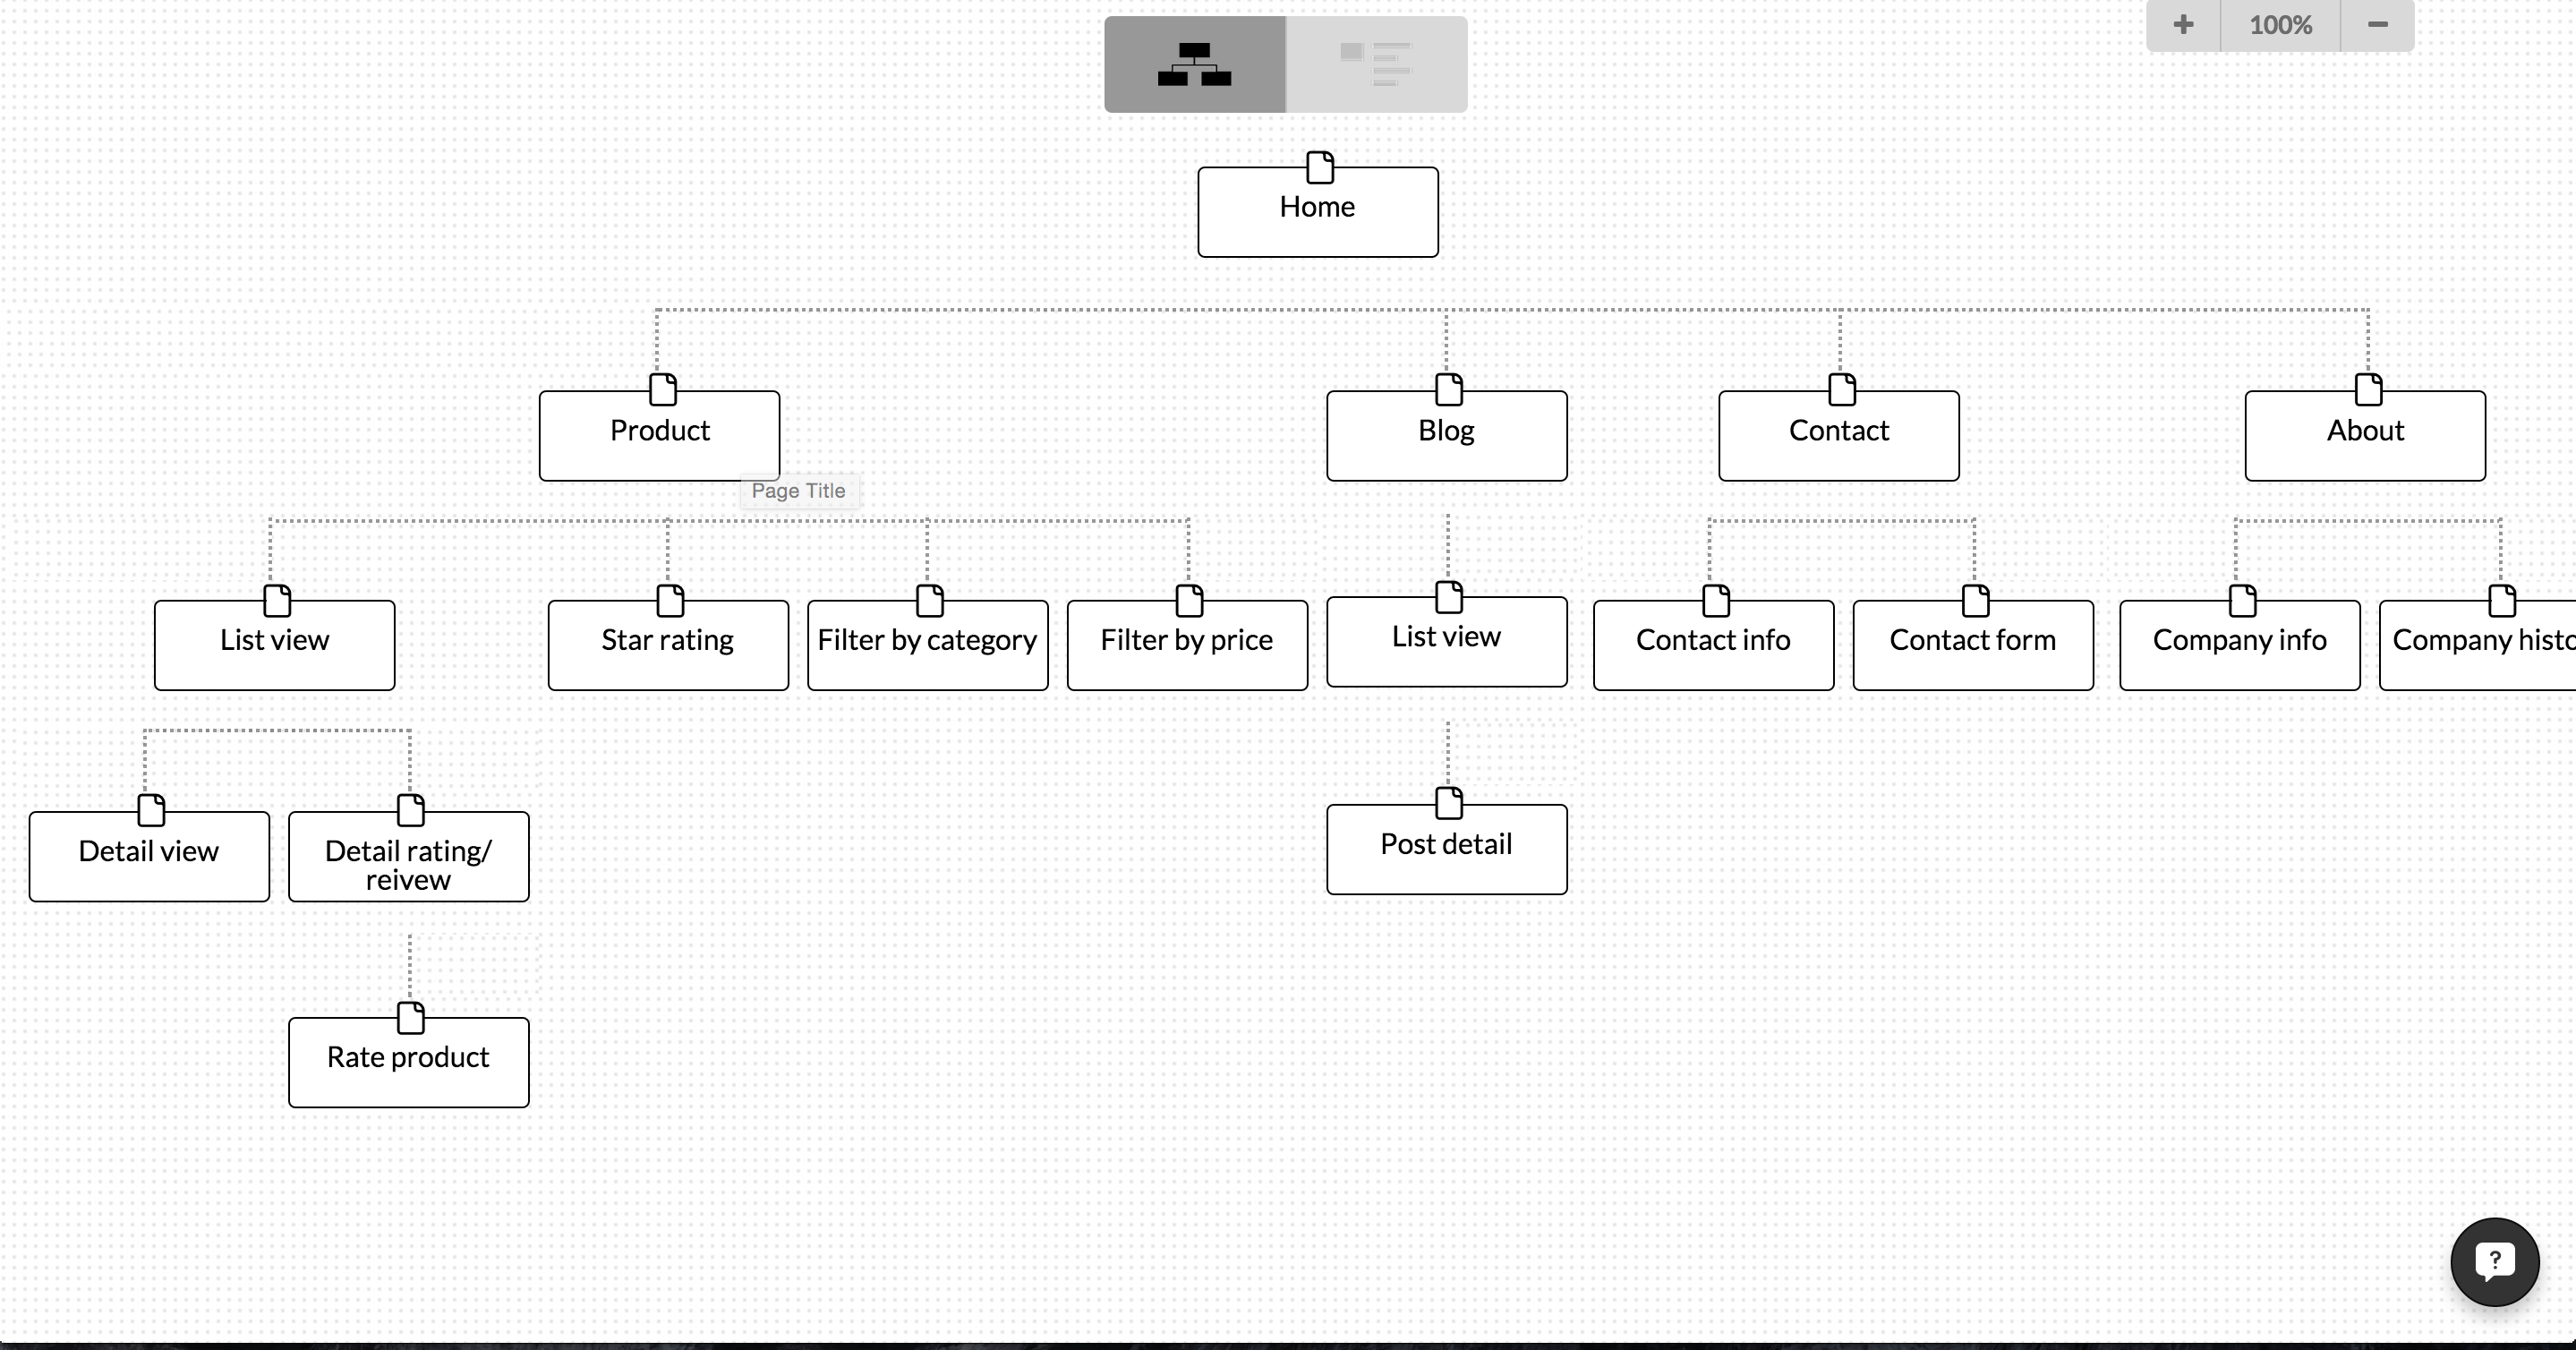 100%
Home
Product
Blog
Contact
About
Page Title
List view
Star rating
Filter by category
Filter by price
List view
Contact info
Contact form
Company info
Company histo
Detail view
Detail rating/
reivew
Post detail
Rate product
?